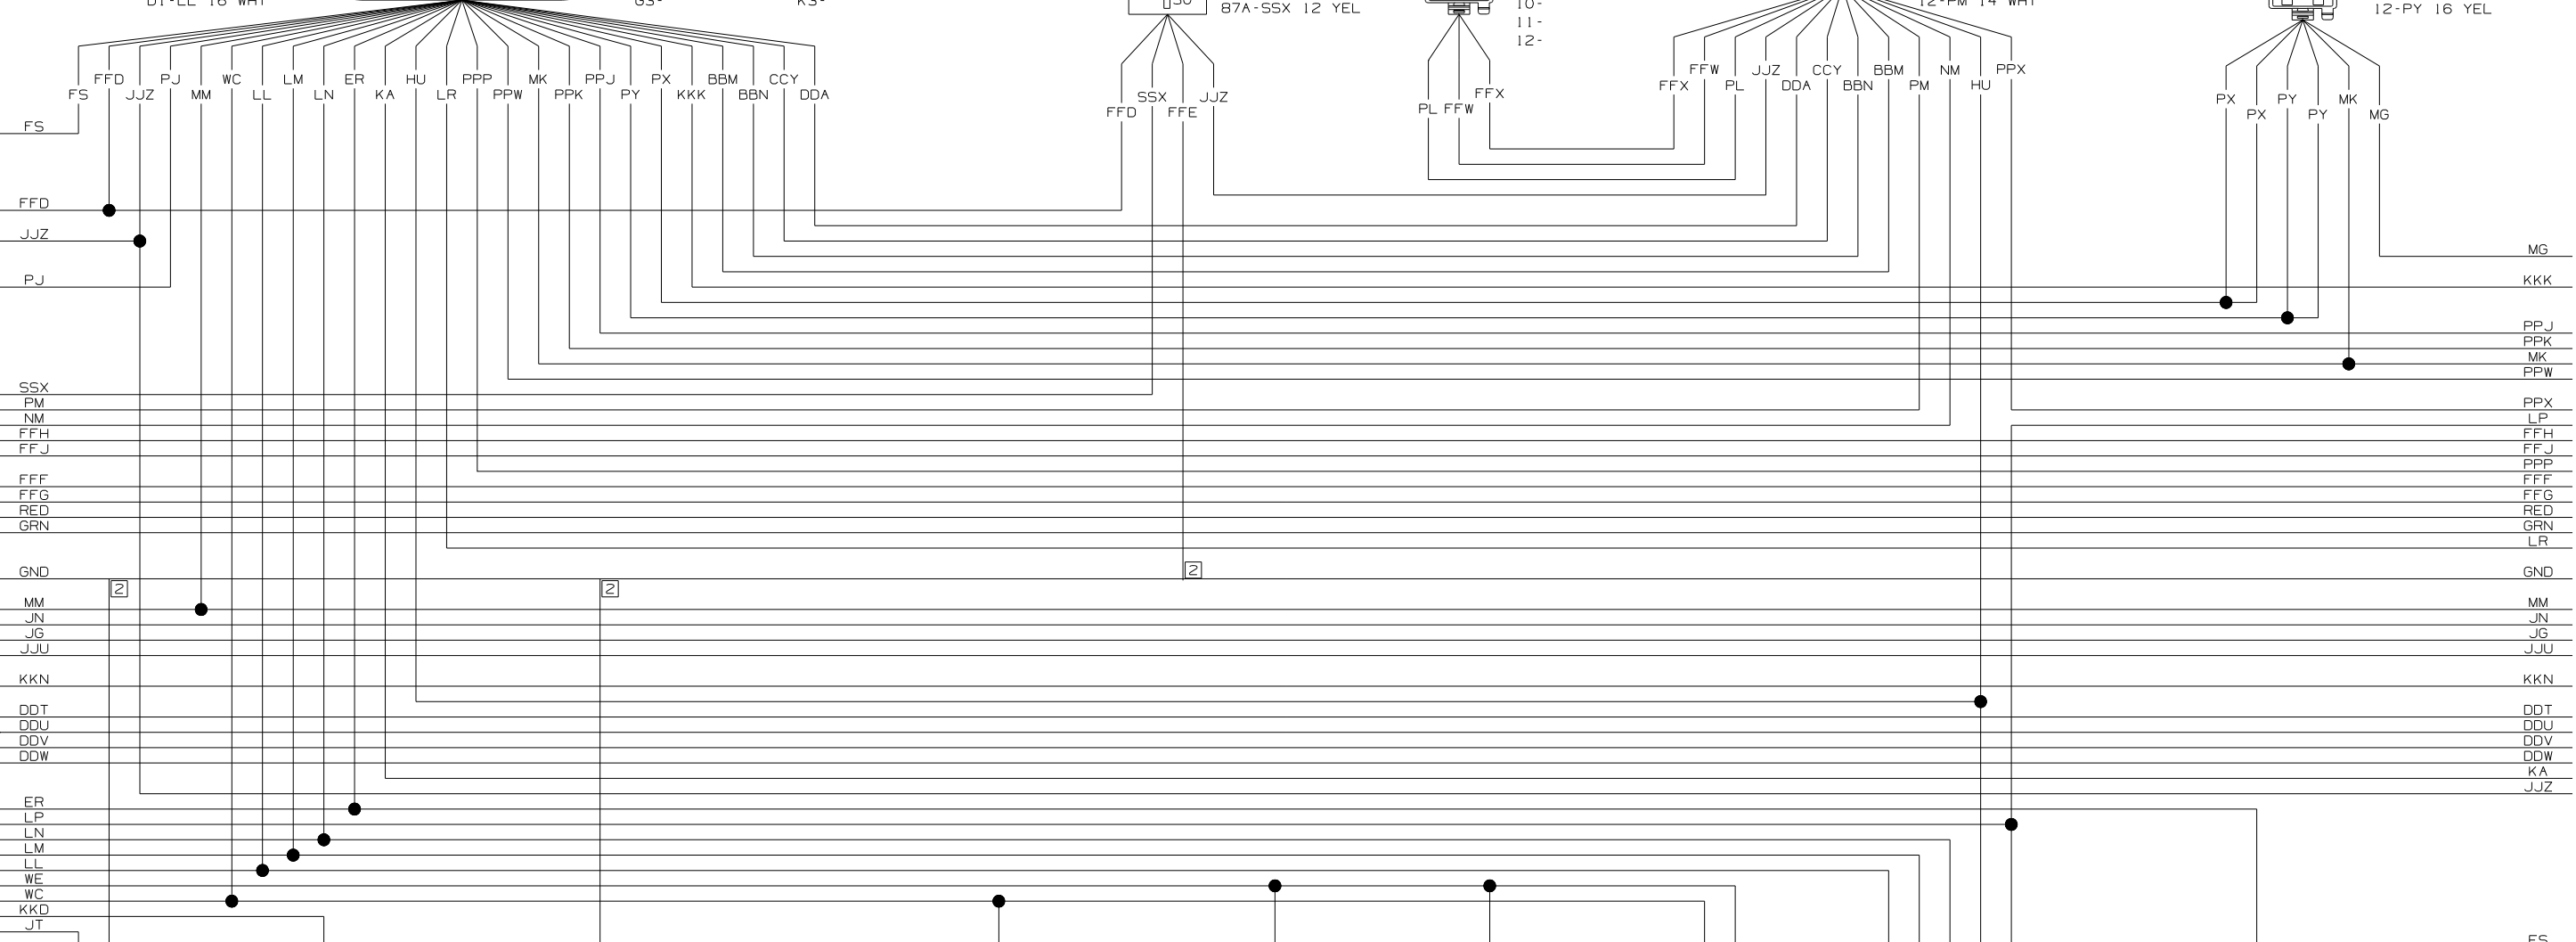 87A-SSX 12 YEL
11-
12-
12-PY 16 YEL
FFD PJ WC LM ER HU PPP MK PPJ PX BBM CCY
FS JJZ MM LL LN KA LR PPW PPK PY KKK BBN DDA
FFD SSX FFE JJZ
PL FFW FFX
FFW JJZ CCY BBM NM PPX
FFX PL DDA BBN PM HU
PX PY MK
PX PY MG
FS
FFD
JJZ
PJ
SSX
PM
NM
FFH
FFJ
FFF
FFG
RED
GRN
GND
2
2
2
MM
JN
JG
JJU
KKN
DDT
DDU
DDV
DDW
ER
LP
LN
LM
LL
WE
WC
KKD
JT
MG
KKK
PPJ
PPK
MK
PPW
PPX
LP
FFH
FFJ
PPP
FFF
FFG
RED
GRN
LR
GND
MM
JN
JG
JJU
KKN
DDT
DDU
DDV
DDW
KA
JJZ